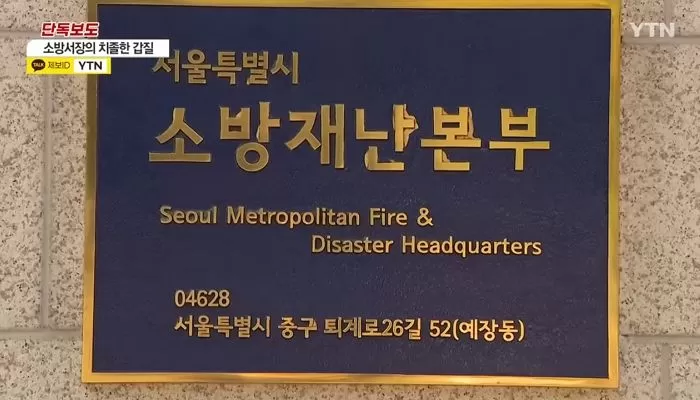 단독보도
소방서장의 치졸한 갑질
TALK 제보ID YTN
YTN
서울특별시
소방재난본부
Seoul Metropolitan Fire &
Disaster Headquarters
04628
서울특별시 중구 퇴계로26길 52(예장동)